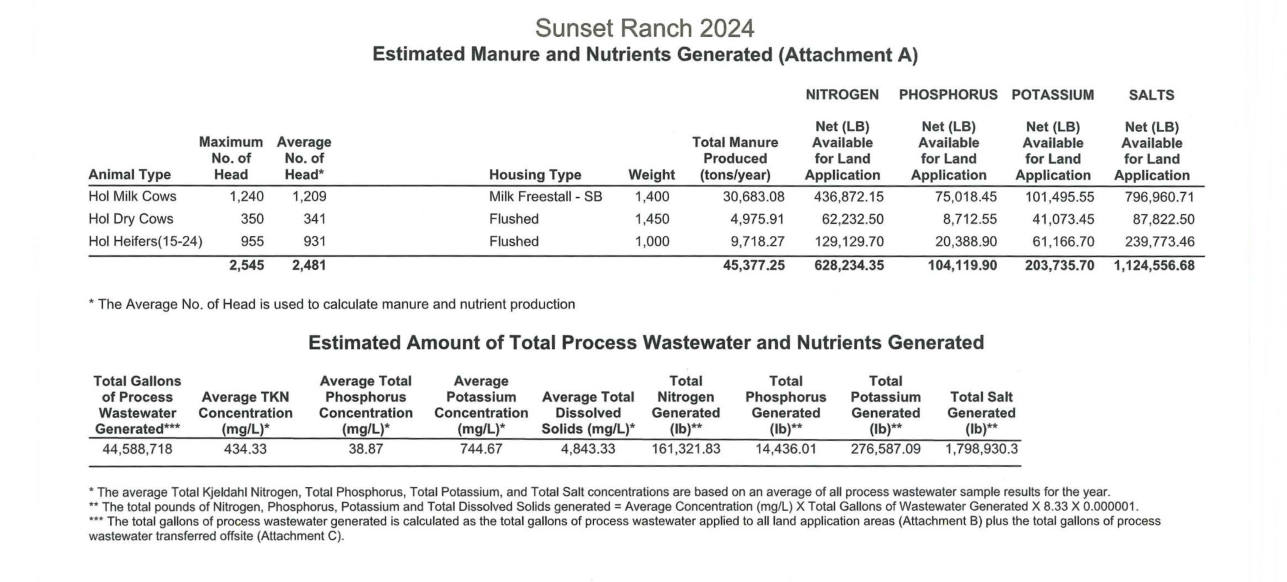 Sunset Ranch 2024
Estimated Manure and Nutrients Generated (Attachment A)
NITROGEN PHOSPHORUS POTASSIUM SALTS
Net (LB) Net (LB) Net (LB) Net (LB)
Maximum Average Total Manure Available Available Available Available
No. of No. of Produced for Land for Land for Land for Land
Animal Type Head Head* Housing Type Weight (tons/year) Application Application Application Application
Hol Milk Cows 1,240 1,209 Milk Freestall - SB 1,400 30,683.08 436,872.15 75,018.45 101,495.55 796,960.71
Hol Dry Cows 350 341 Flushed 1,450 4,975.91 62,232.50 8,712.55 41,073.45 87,822.50
Hol Heifers(15-24) 955 931 Flushed 1,000 9,718.27 129,129.70 20,388.90 61,166.70 239,773.46
2,545 2,481 45,377.25 628,234.35 104,119.90 203,735.70 1,124,556.68
* The Average No. of Head is used to calculate manure and nutrient production
Estimated Amount of Total Process Wastewater and Nutrients Generated
Total Gallons Average Total Average Total Total Total
of Process Average TKN Phosphorus Potassium Average Total Nitrogen Phosphorus Potassium Total Salt
Wastewater Concentration Concentration Concentration Dissolved Generated Generated Generated Generated
Generated*** (mg/L)* (mg/L)* (mg/L)* Solids (mg/L)* (lb)** (lb)** (lb)** (lb)**
44,588,718 434.33 38.87 744.67 4,843.33 161,321.83 14,436.01 276,587.09 1,798,930.3
* The average Total Kjeldahl Nitrogen, Total Phosphorus, Total Potassium, and Total Salt concentrations are based on an average of all process wastewater sample results for the year.
** The total pounds of Nitrogen, Phosphorus, Potassium and Total Dissolved Solids generated = Average Concentration (mg/L) X Total Gallons of Wastewater Generated X 8.33 X 0.000001.
*** The total gallons of process wastewater generated is calculated as the total gallons of process wastewater applied to all land application areas (Attachment B) plus the total gallons of process
wastewater transferred offsite (Attachment C).